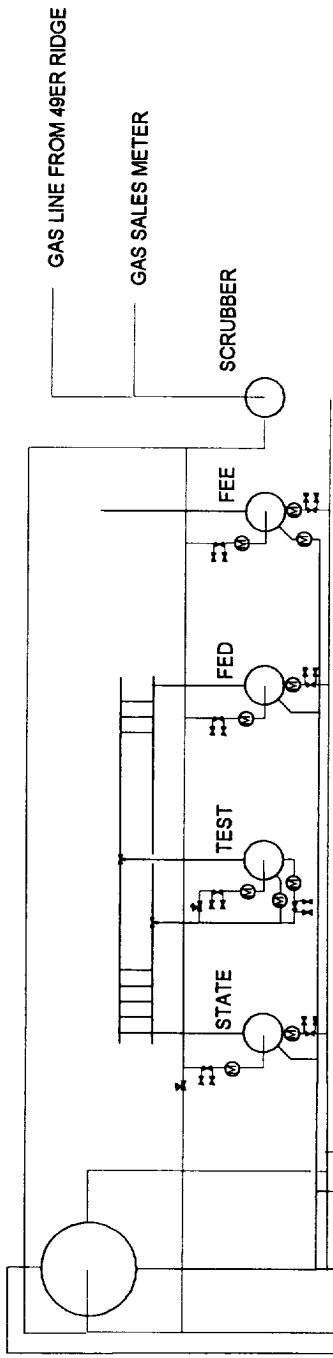 GAS LINE FROM 49ER RIDGE
GAS SALES METER
SCRUBBER
FEE
FED
TEST
STATE
M
M
M
M
M
M
M
M
M
M